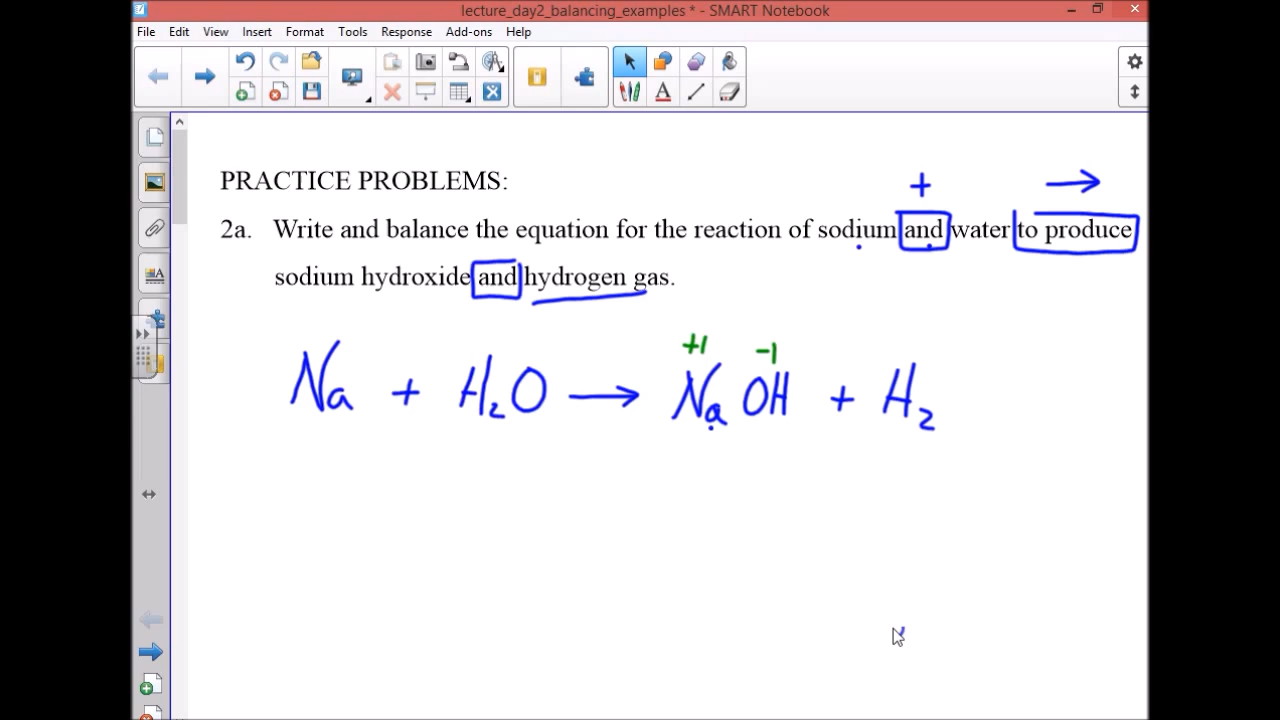 lecture_day2_balancing_examples * - SMART Notebook
File Edit View Insert Format Tools Response Add-ons Help
PRACTICE PROBLEMS:
+ →
2a. Write and balance the equation for the reaction of sodium and water to produce
sodium hydroxide and hydrogen gas.
+1 -1
Na + H₂O → NaOH + H₂